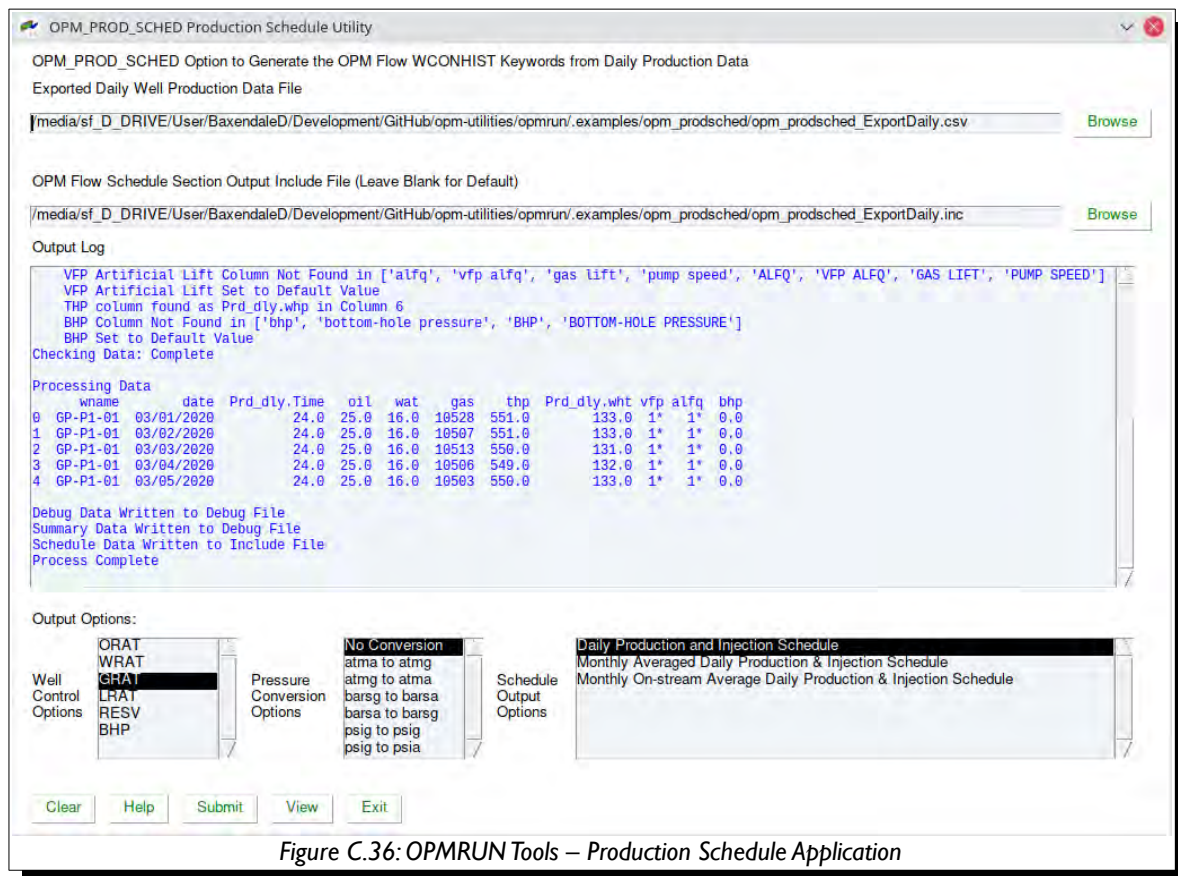 OPM_PROD_SCHED Production Schedule Utility
OPM_PROD_SCHED Option to Generate the OPM Flow WCONHIST Keywords from Daily Production Data
Exported Daily Well Production Data File
/media/sf_D_DRIVE/User/BaxendaleD/Development/GitHub/opm-utilities/opmrun/.examples/opm_prodsched/opm_prodsched_ExportDaily.csv Browse
OPM Flow Schedule Section Output Include File (Leave Blank for Default)
/media/sf_D_DRIVE/User/BaxendaleD/Development/GitHub/opm-utilities/opmrun/.examples/opm_prodsched/opm_prodsched_ExportDaily.inc Browse
Output Log
VFP Artificial Lift Column Not Found in ['alfq', 'vfp alfq', 'gas lift', 'pump speed', 'ALFQ', 'VFP ALFQ', 'GAS LIFT', 'PUMP SPEED']
VFP Artificial Lift Set to Default Value
THP column found as Prd_dly.whp in Column 6
BHP Column Not Found in ['bhp', 'bottom-hole pressure', 'BHP', 'BOTTOM-HOLE PRESSURE']
BHP Set to Default Value
Checking Data: Complete
Processing Data
wname date Prd_dly.Time oil wat gas thp Prd_dly.wht vfp alfq bhp
0 GP-P1-01 03/01/2020 24.0 25.0 16.0 10528 551.0 133.0 1* 1* 0.0
1 GP-P1-01 03/02/2020 24.0 25.0 16.0 10507 551.0 133.0 1* 1* 0.0
2 GP-P1-01 03/03/2020 24.0 25.0 16.0 10513 550.0 131.0 1* 1* 0.0
3 GP-P1-01 03/04/2020 24.0 25.0 16.0 10506 549.0 132.0 1* 1* 0.0
4 GP-P1-01 03/05/2020 24.0 25.0 16.0 10503 550.0 133.0 1* 1* 0.0
Debug Data Written to Debug File
Summary Data Written to Debug File
Schedule Data Written to Include File
Process Complete
Output Options:
Well Control Options
ORAT
WRAT
GRAT
LRAT
RESV
BHP
Pressure Conversion Options
No Conversion
atma to atmg
atmg to atma
barsg to barsa
barsa to barsg
psig to psig
psig to psia
Schedule Output Options
Daily Production and Injection Schedule
Monthly Averaged Daily Production & Injection Schedule
Monthly On-stream Average Daily Production & Injection Schedule
Clear Help Submit View Exit
Figure C.36: OPMRUN Tools – Production Schedule Application